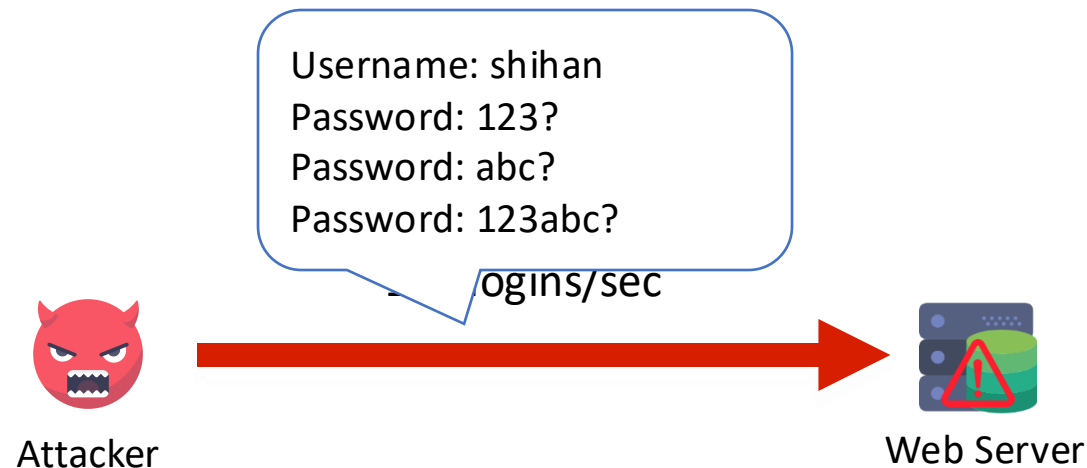 Username: shihan
Password: 123?
Password: abc?
Password: 123abc?
logins/sec
Attacker
Web Server